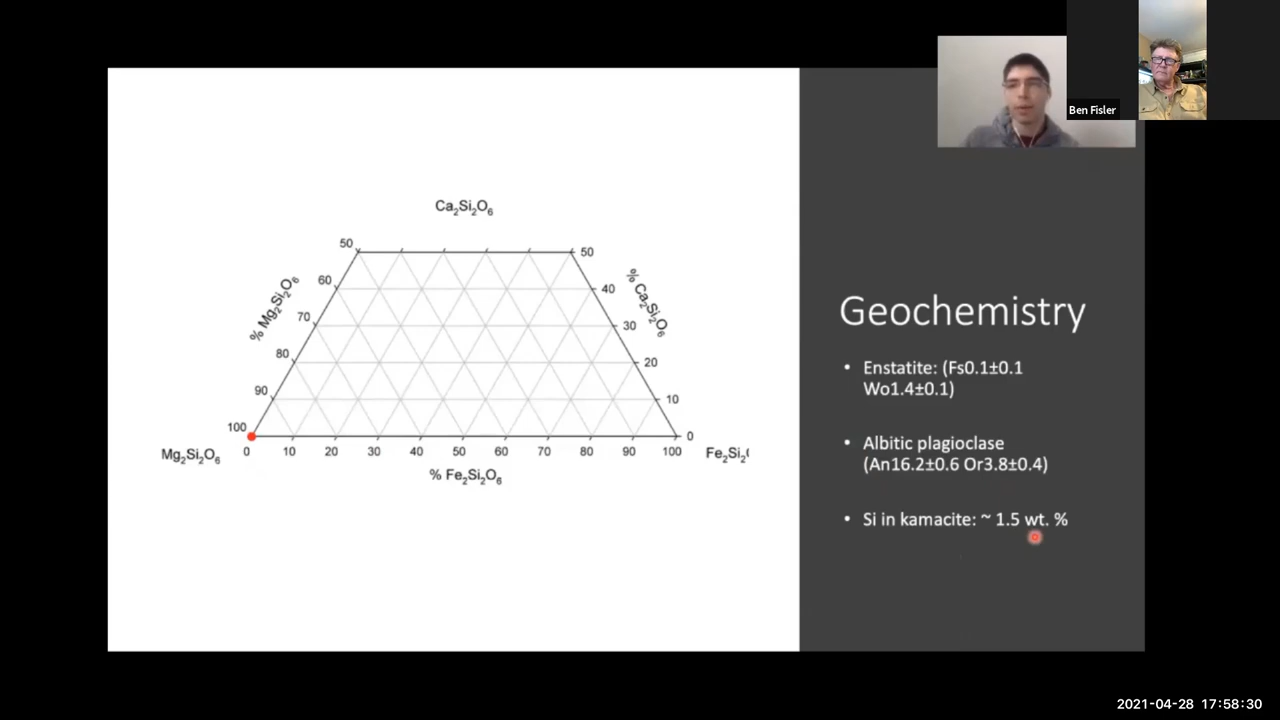 Ben Fisler
Ca₂Si₂O₆
50
50
60
40
% Mg₂Si₂O₆
% Ca₂Si₂O₆
70
30
80
20
90
10
100
0
Mg₂Si₂O₆
0 10 20 30 40 50 60 70 80 90 100
Fe₂Si₂(
% Fe₂Si₂O₆
Geochemistry
• Enstatite: (Fs0.1±0.1
Wo1.4±0.1)
• Albitic plagioclase
(An16.2±0.6 Or3.8±0.4)
• Si in kamacite: ~ 1.5 wt. %
2021-04-28 17:58:30